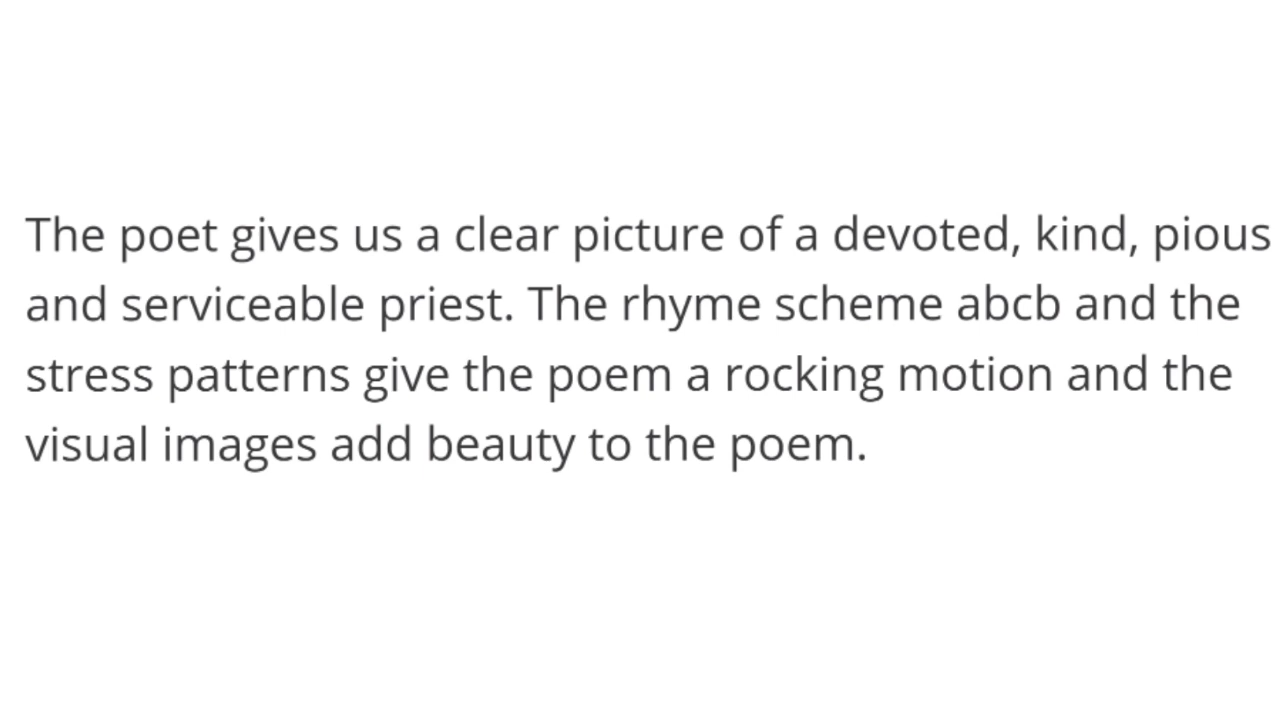 The poet gives us a clear picture of a devoted, kind, pious
and serviceable priest. The rhyme scheme abcb and the
stress patterns give the poem a rocking motion and the
visual images add beauty to the poem.